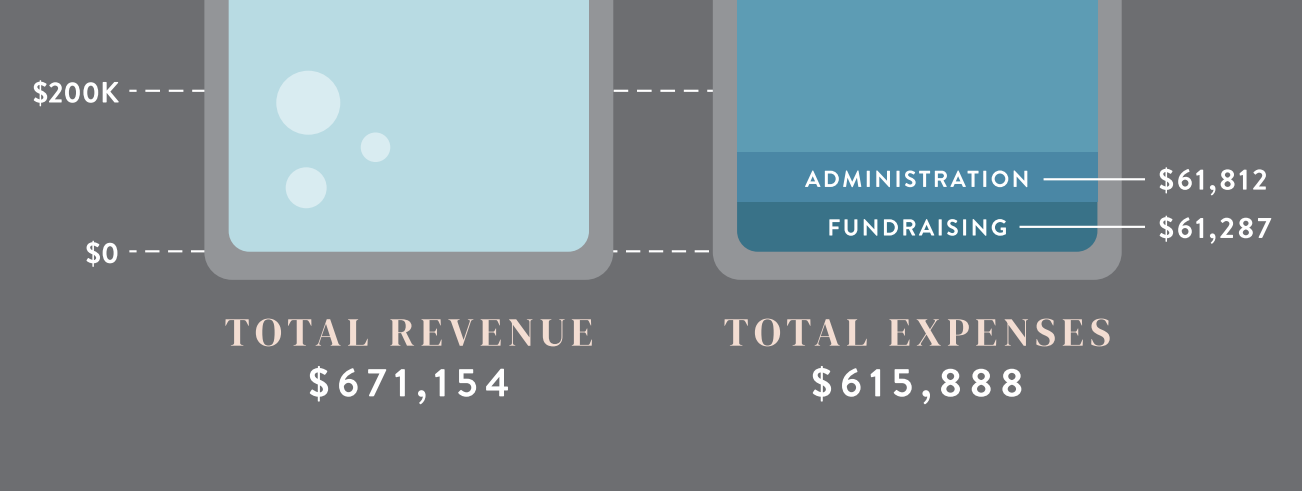 $200K
ADMINISTRATION $61,812
FUNDRAISING $61,287
$0
TOTAL REVENUE TOTAL EXPENSES
$671,154 $615,888